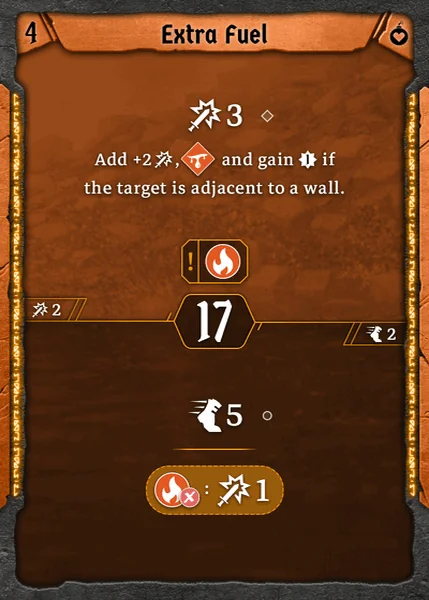 4 Extra Fuel
3
Add +2 , and gain if
the target is adjacent to a wall.
!
2
17
2
5
: 1